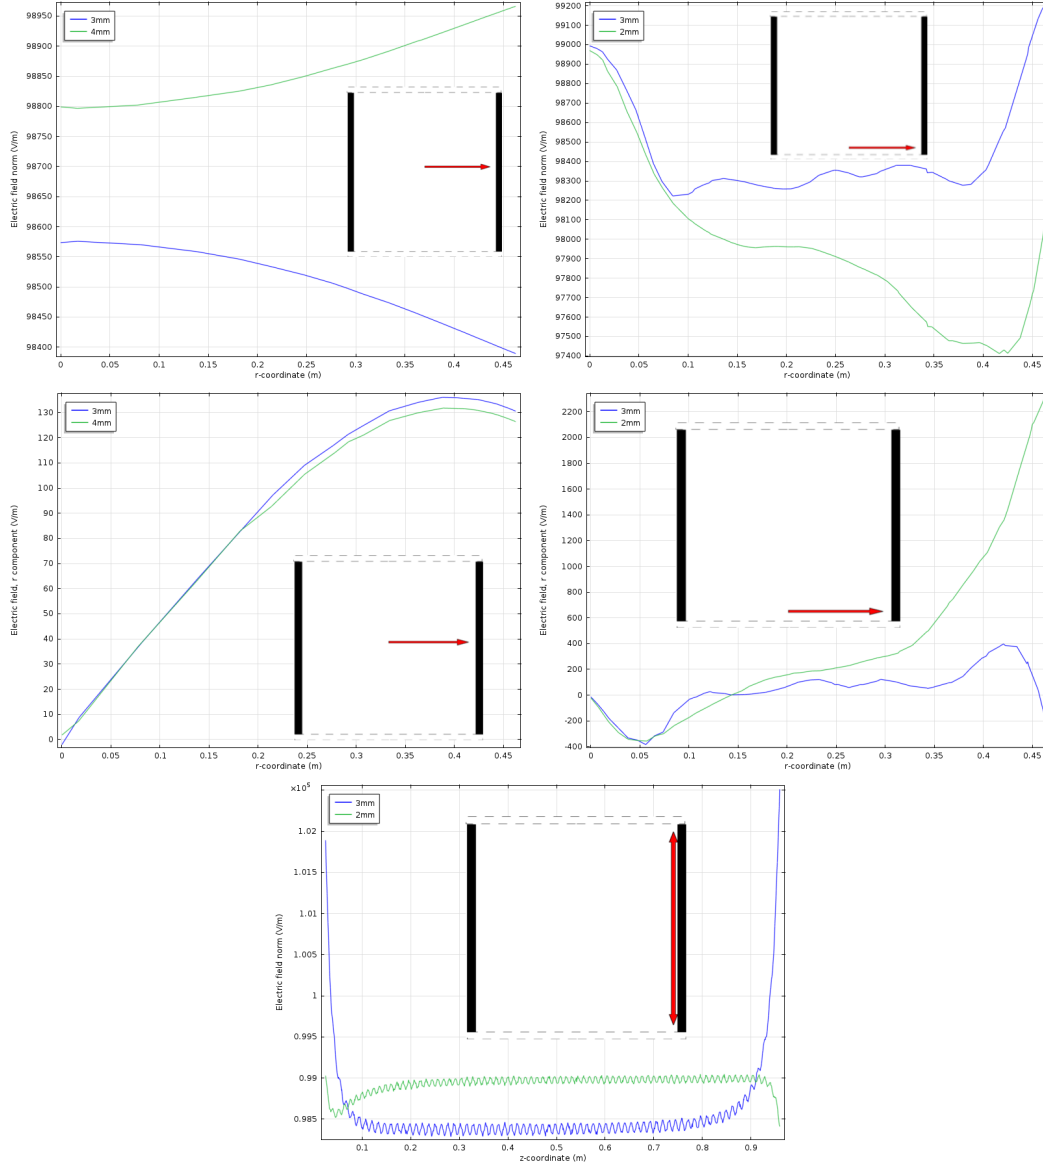 3mm
4mm
Electric field norm (V/m)
98950
98900
98850
98800
98750
98700
98650
98600
98550
98500
98450
98400
0 0.05 0.1 0.15 0.2 0.25 0.3 0.35 0.4 0.45
r-coordinate (m)
3mm
2mm
Electric field norm (V/m)
99200
99100
99000
98900
98800
98700
98600
98500
98400
98300
98200
98100
98000
97900
97800
97700
97600
97500
97400
0 0.05 0.1 0.15 0.2 0.25 0.3 0.35 0.4 0.45
r-coordinate (m)
3mm
4mm
Electric field, r component (V/m)
130
120
110
100
90
80
70
60
50
40
30
20
10
0
0 0.05 0.1 0.15 0.2 0.25 0.3 0.35 0.4 0.45
r-coordinate (m)
3mm
2mm
Electric field, r component (V/m)
2200
2000
1800
1600
1400
1200
1000
800
600
400
200
0
-200
-400
0 0.05 0.1 0.15 0.2 0.25 0.3 0.35 0.4 0.45
r-coordinate (m)
×10⁵
3mm
2mm
Electric field norm (V/m)
1.02
1.015
1.01
1.005
1
0.995
0.99
0.985
0.1 0.2 0.3 0.4 0.5 0.6 0.7 0.8 0.9
z-coordinate (m)